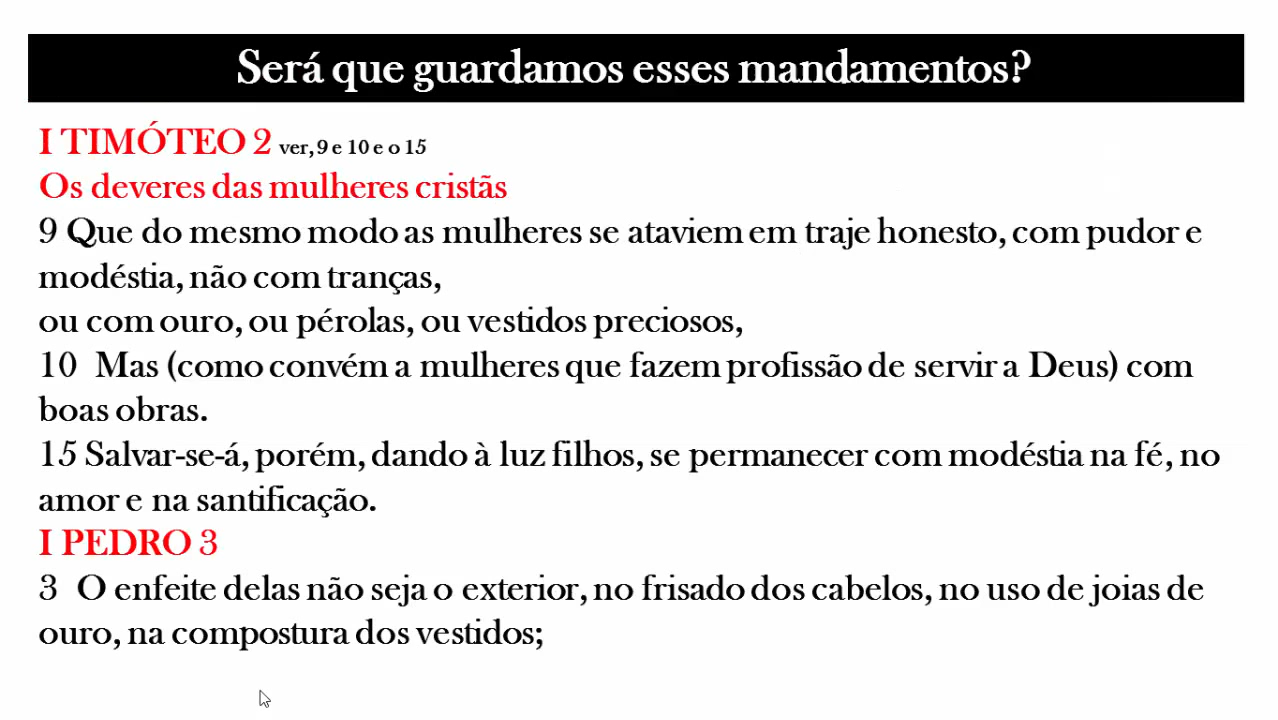 Será que guardamos esses mandamentos?
I TIMÓTEO 2 ver, 9 e 10 e o 15
Os deveres das mulheres cristãs
9 Que do mesmo modo as mulheres se ataviem em traje honesto, com pudor e
modéstia, não com tranças,
ou com ouro, ou pérolas, ou vestidos preciosos,
10 Mas (como convém a mulheres que fazem profissão de servir a Deus) com
boas obras.
15 Salvar-se-á, porém, dando à luz filhos, se permanecer com modéstia na fé, no
amor e na santificação.
I PEDRO 3
3 O enfeite delas não seja o exterior, no frisado dos cabelos, no uso de joias de
ouro, na compostura dos vestidos;